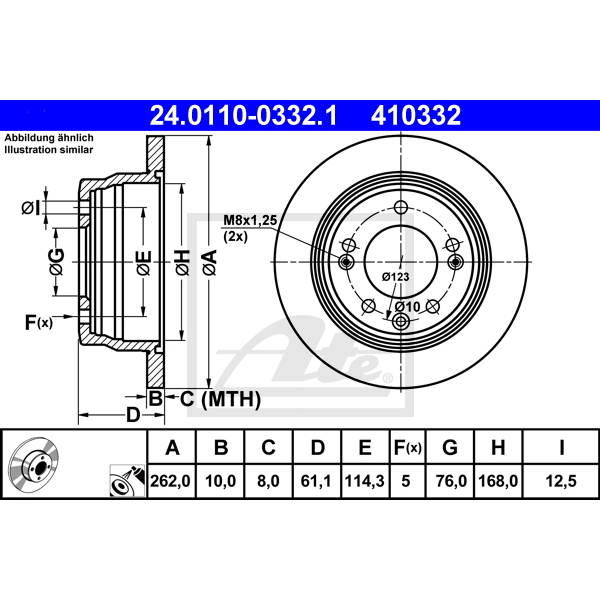 24.0110-0332.1 410332
Abbildung ähnlich
Illustration similar
ØI
ØG
ØE
ØH
ØA
F(x)
M8x1,25
(2x)
Ø123
Ø10
B C (MTH)
D
Ate
®
A B C D E F(x) G H I
262,0 10,0 8,0 61,1 114,3 5 76,0 168,0 12,5